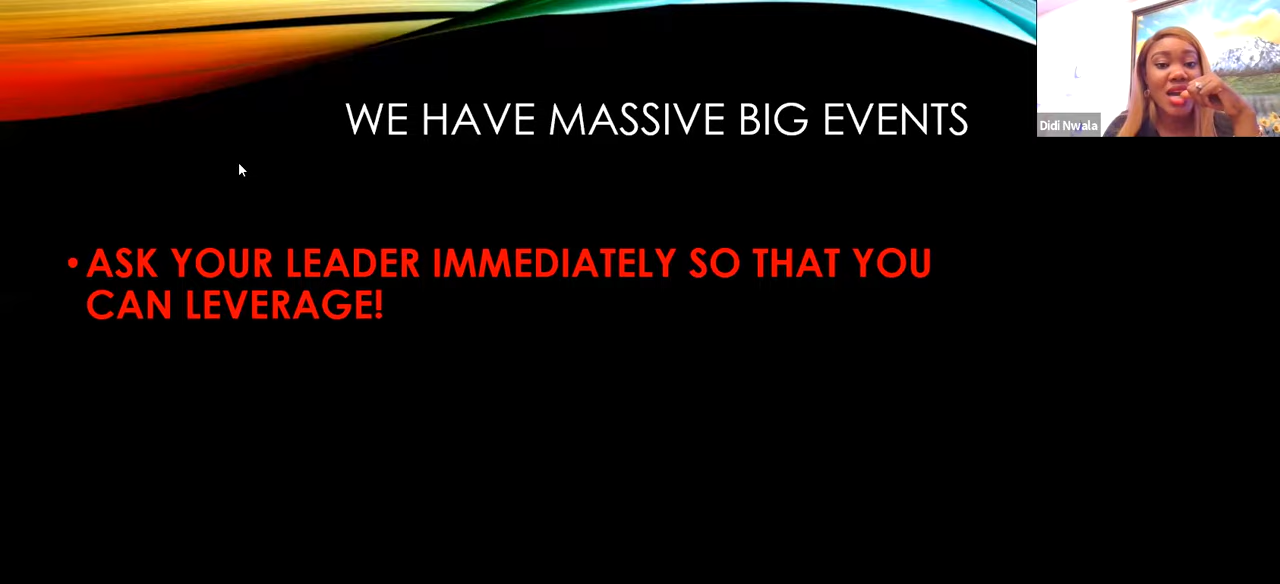 WE HAVE MASSIVE BIG EVENTS
Didi Nwala
• ASK YOUR LEADER IMMEDIATELY SO THAT YOU
CAN LEVERAGE!